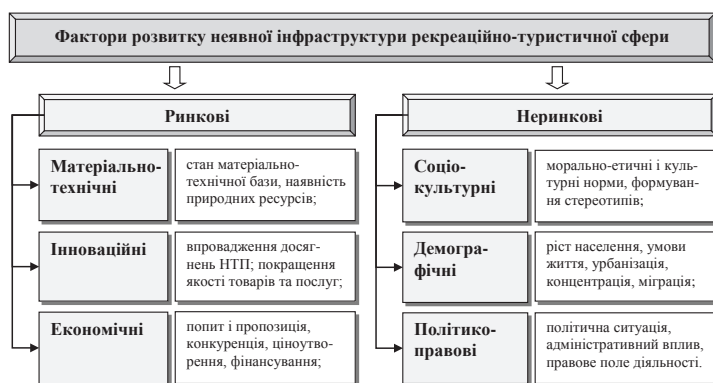 Фактори розвитку неявної інфраструктури рекреаційно-туристичної сфери
Ринкові
Матеріально-
технічні
стан матеріально-
технічної бази, наявність
природних ресурсів;
Інноваційні
впровадження досяг-
нень НТП; покращення
якості товарів та послуг;
Економічні
попит і пропозиція,
конкуренція, ціноутво-
рення, фінансування;
Неринкові
Соціо-
культурні
морально-етичні і куль-
турні норми, формуван-
ня стереотипів;
Демогра-
фічні
ріст населення, умови
життя, урбанізація,
концентрація, міграція;
Політико-
правові
політична ситуація,
адміністративний вплив,
правове поле діяльності.